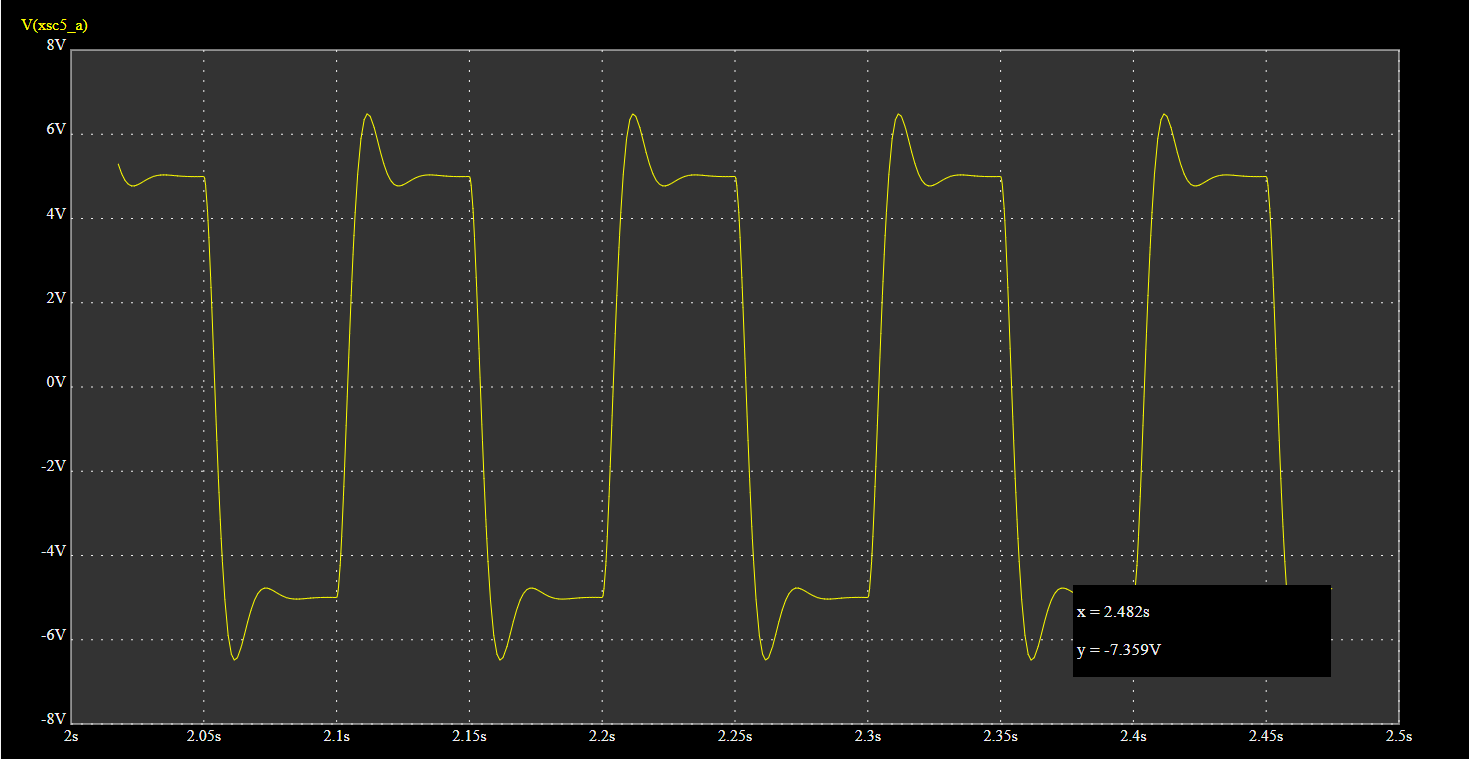 V(xsc5_a)
8V
6V
4V
2V
0V
-2V
-4V
-6V
-8V
2s 2.05s 2.1s 2.15s 2.2s 2.25s 2.3s 2.35s 2.4s 2.45s 2.5s
x = 2.482s
y = -7.359V